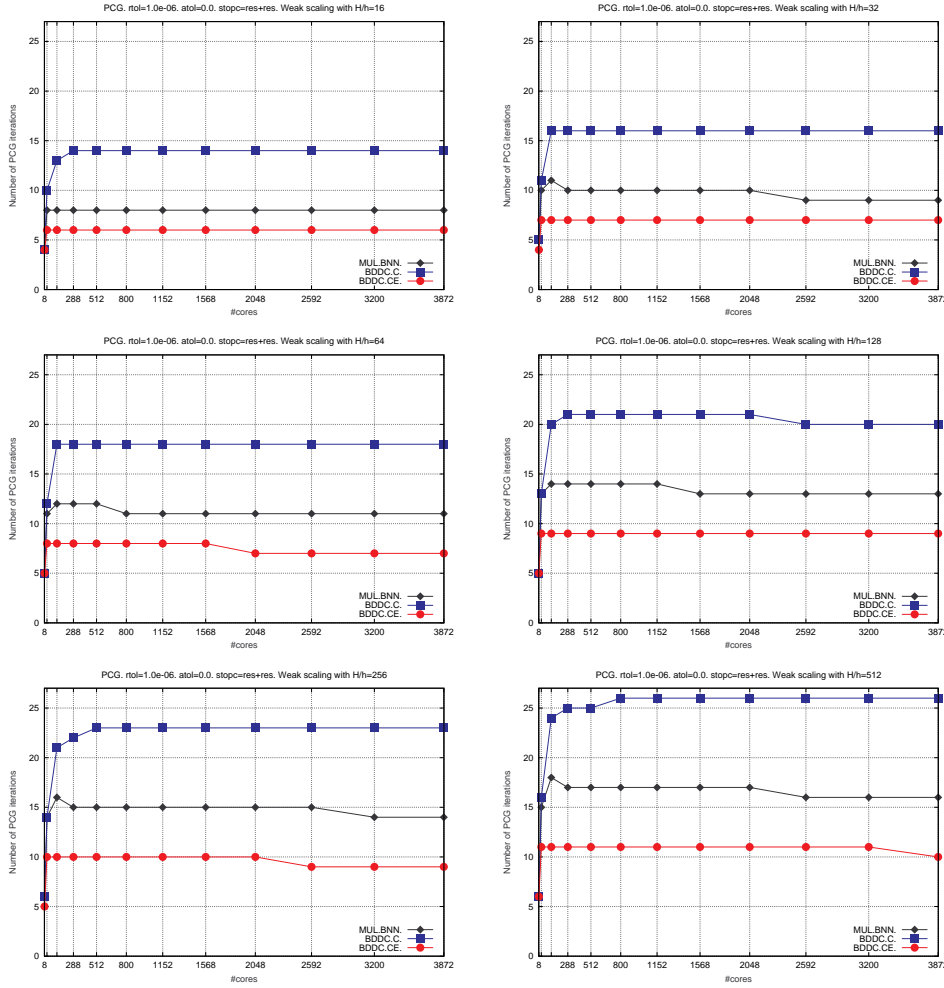 PCG. rtol=1.0e-06. atol=0.0. stopc=res+res. Weak scaling with H/h=16
Number of PCG iterations
25
20
15
10
5
0
MUL.BNN.
BDDC.C.
BDDC.CE.
8 288 512 800 1152 1568 2048 2592 3200 3872
#cores
PCG. rtol=1.0e-06. atol=0.0. stopc=res+res. Weak scaling with H/h=32
Number of PCG iterations
25
20
15
10
5
0
MUL.BNN.
BDDC.C.
BDDC.CE.
8 288 512 800 1152 1568 2048 2592 3200 3872
#cores
PCG. rtol=1.0e-06. atol=0.0. stopc=res+res. Weak scaling with H/h=64
Number of PCG iterations
25
20
15
10
5
0
MUL.BNN.
BDDC.C.
BDDC.CE.
8 288 512 800 1152 1568 2048 2592 3200 3872
#cores
PCG. rtol=1.0e-06. atol=0.0. stopc=res+res. Weak scaling with H/h=128
Number of PCG iterations
25
20
15
10
5
0
MUL.BNN.
BDDC.C.
BDDC.CE.
8 288 512 800 1152 1568 2048 2592 3200 3872
#cores
PCG. rtol=1.0e-06. atol=0.0. stopc=res+res. Weak scaling with H/h=256
Number of PCG iterations
25
20
15
10
5
0
MUL.BNN.
BDDC.C.
BDDC.CE.
8 288 512 800 1152 1568 2048 2592 3200 3872
#cores
PCG. rtol=1.0e-06. atol=0.0. stopc=res+res. Weak scaling with H/h=512
Number of PCG iterations
25
20
15
10
5
0
MUL.BNN.
BDDC.C.
BDDC.CE.
8 288 512 800 1152 1568 2048 2592 3200 3872
#cores